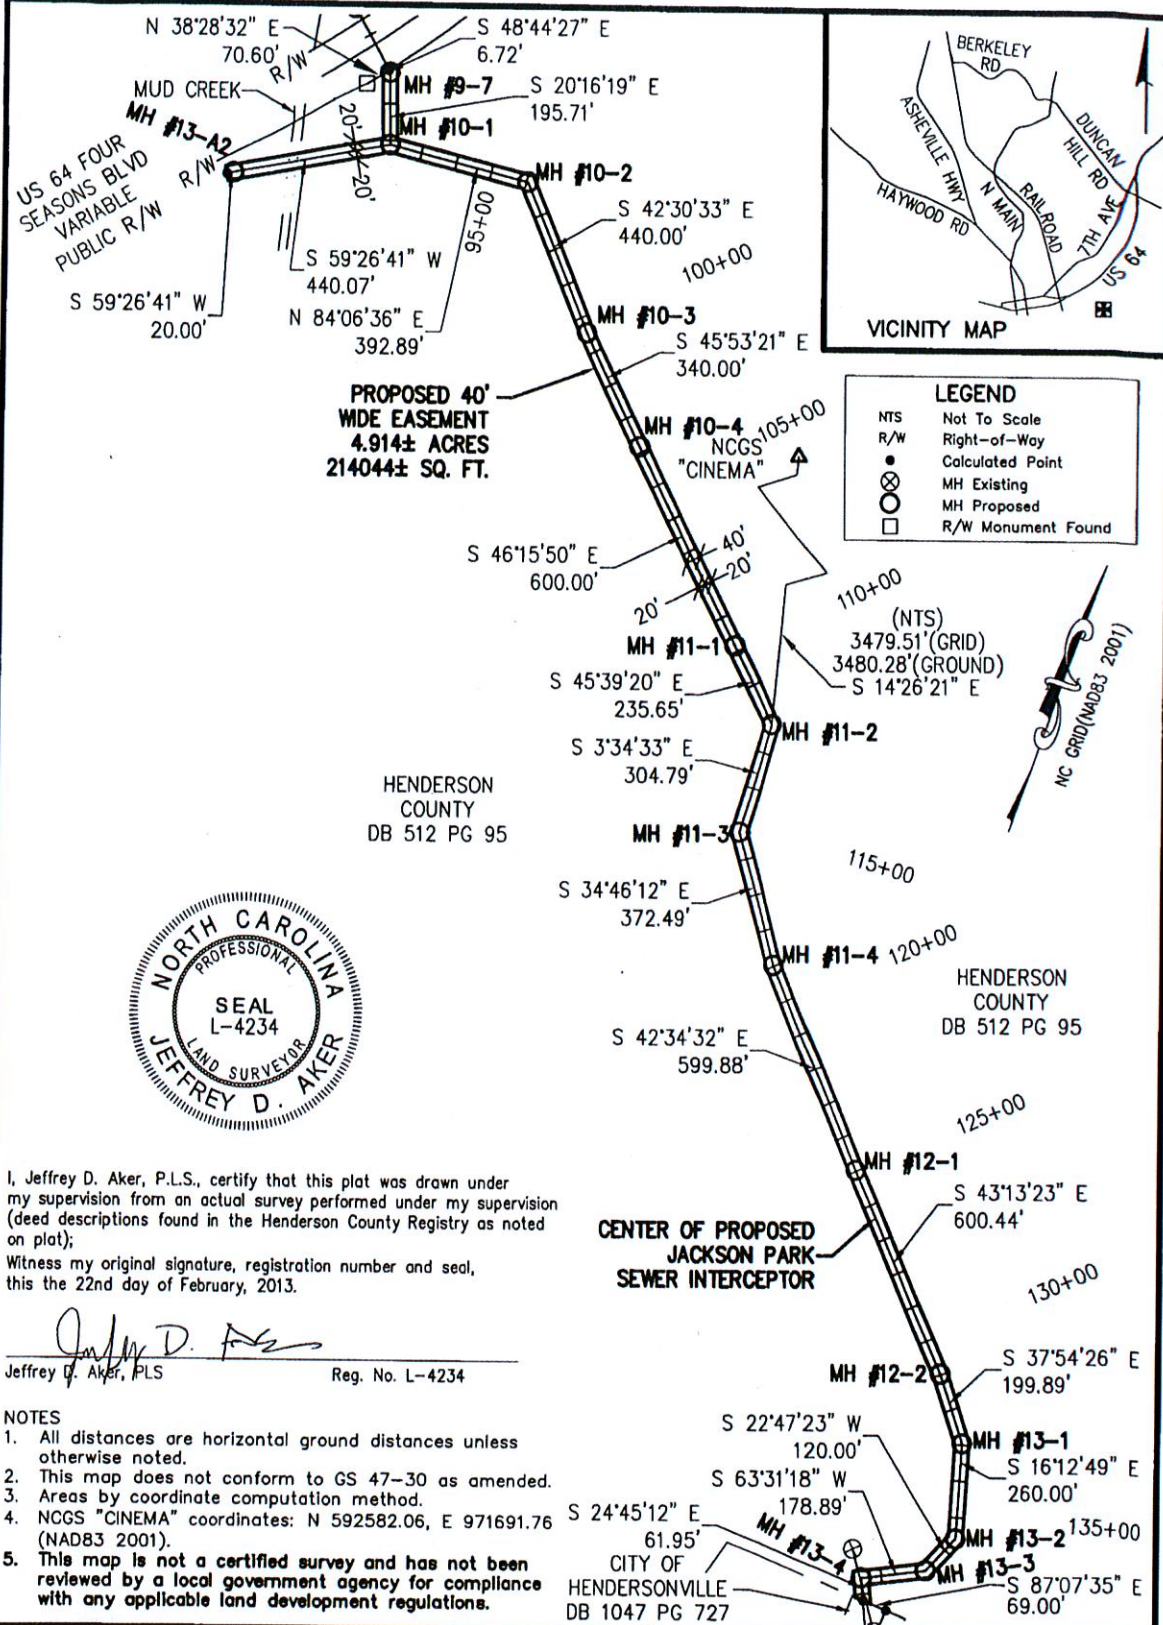 N 38°28'32" E
70.60'
S 48°44'27" E
6.72'
R/W
MUD CREEK
MH #9-7
S 20°16'19" E
195.71'
MH #13-A2
20'
MH #10-1
US 64 FOUR
SEASONS BLVD
VARIABLE
PUBLIC R/W
R/W
20'
MH #10-2
95+00
S 42°30'33" E
440.00'
100+00
S 59°26'41" W
440.07'
S 59°26'41" W
20.00'
N 84°06'36" E
392.89'
MH #10-3
S 45°53'21" E
340.00'
PROPOSED 40'
WIDE EASEMENT
4.914± ACRES
214044± SQ. FT.
MH #10-4
105+00
NCGS
"CINEMA"
S 46°15'50" E
600.00'
40'
20'
20'
110+00
(NTS)
3479.51'(GRID)
3480.28'(GROUND)
S 14°26'21" E
MH #11-1
S 45°39'20" E
235.65'
MH #11-2
S 3°34'33" E
304.79'
NC GRID(NAD83 2001)
HENDERSON
COUNTY
DB 512 PG 95
MH #11-3
115+00
S 34°46'12" E
372.49'
MH #11-4
120+00
HENDERSON
COUNTY
DB 512 PG 95
S 42°34'32" E
599.88'
125+00
MH #12-1
S 43°13'23" E
600.44'
CENTER OF PROPOSED
JACKSON PARK
SEWER INTERCEPTOR
130+00
MH #12-2
S 37°54'26" E
199.89'
S 22°47'23" W
120.00'
MH #13-1
S 16°12'49" E
260.00'
S 63°31'18" W
178.89'
S 24°45'12" E
61.95'
MH #13-4
MH #13-2
135+00
MH #13-3
S 87°07'35" E
69.00'
CITY OF
HENDERSONVILLE
DB 1047 PG 727
BERKELEY
RD
ASHEVILLE HWY
DUNCAN
HILL RD
HAYWOOD RD
N MAIN
RAILROAD
7TH AVE
US 64
VICINITY MAP
LEGEND
NTS Not To Scale
R/W Right-of-Way
Calculated Point
MH Existing
MH Proposed
R/W Monument Found
NORTH CAROLINA
PROFESSIONAL
SEAL
L-4234
LAND SURVEYOR
JEFFREY D. AKER
I, Jeffrey D. Aker, P.L.S., certify that this plat was drawn under
my supervision from an actual survey performed under my supervision
(deed descriptions found in the Henderson County Registry as noted
on plat);
Witness my original signature, registration number and seal,
this the 22nd day of February, 2013.
Jeffrey D. Aker, PLS Reg. No. L-4234
NOTES
1. All distances are horizontal ground distances unless
otherwise noted.
2. This map does not conform to GS 47-30 as amended.
3. Areas by coordinate computation method.
4. NCGS "CINEMA" coordinates: N 592582.06, E 971691.76
(NAD83 2001).
5. This map is not a certified survey and has not been
reviewed by a local government agency for compliance
with any applicable land development regulations.